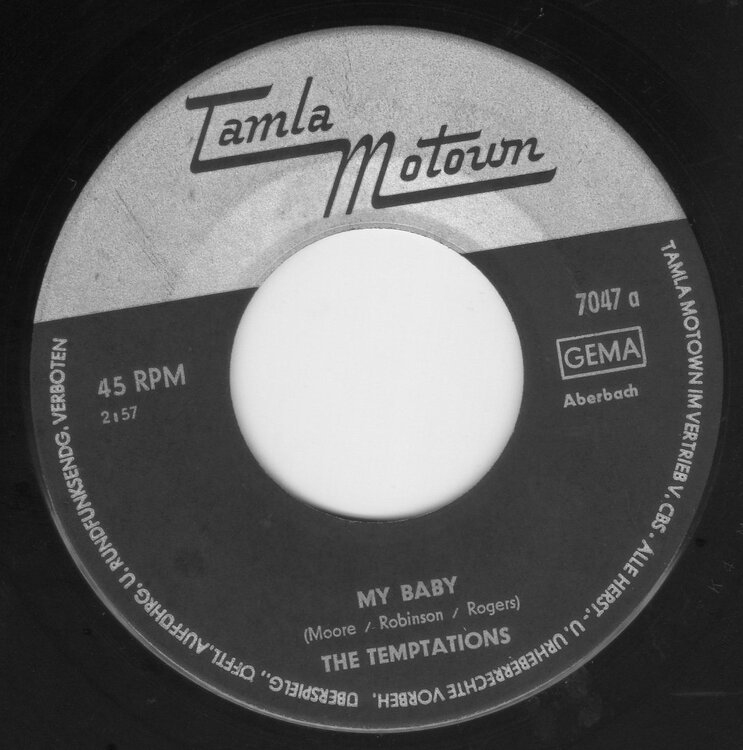 Tamla
Motown
7047 a
GEMA
Aberbach
45 RPM
2:57
MY BABY
(Moore / Robinson / Rogers)
THE TEMPTATIONS
TAMLA MOTOWN IM VERTRIEB V. CBS · ALLE HERST.- U. URHEBERRECHTE VORBEH. ÜBERSPIELG., ÖFFTL. AUFFÜHRG. U. RUNDFUNKSENDG. VERBOTEN